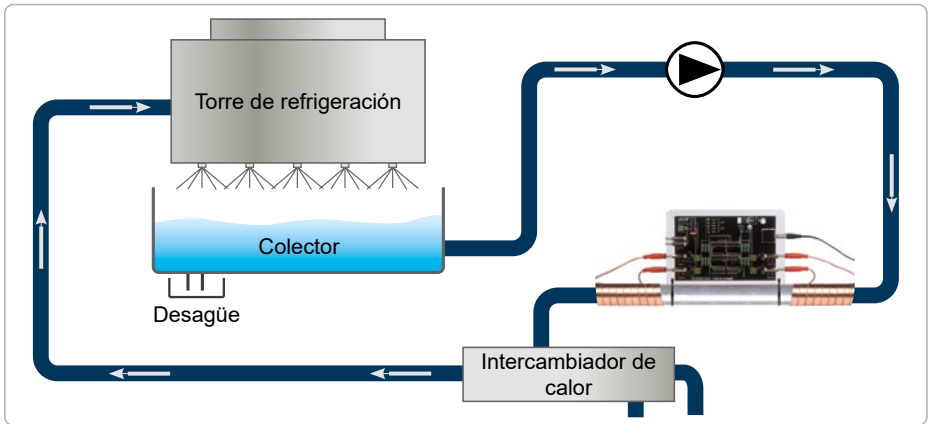 Torre de refrigeración
Colector
Desagüe
Intercambiador de
calor